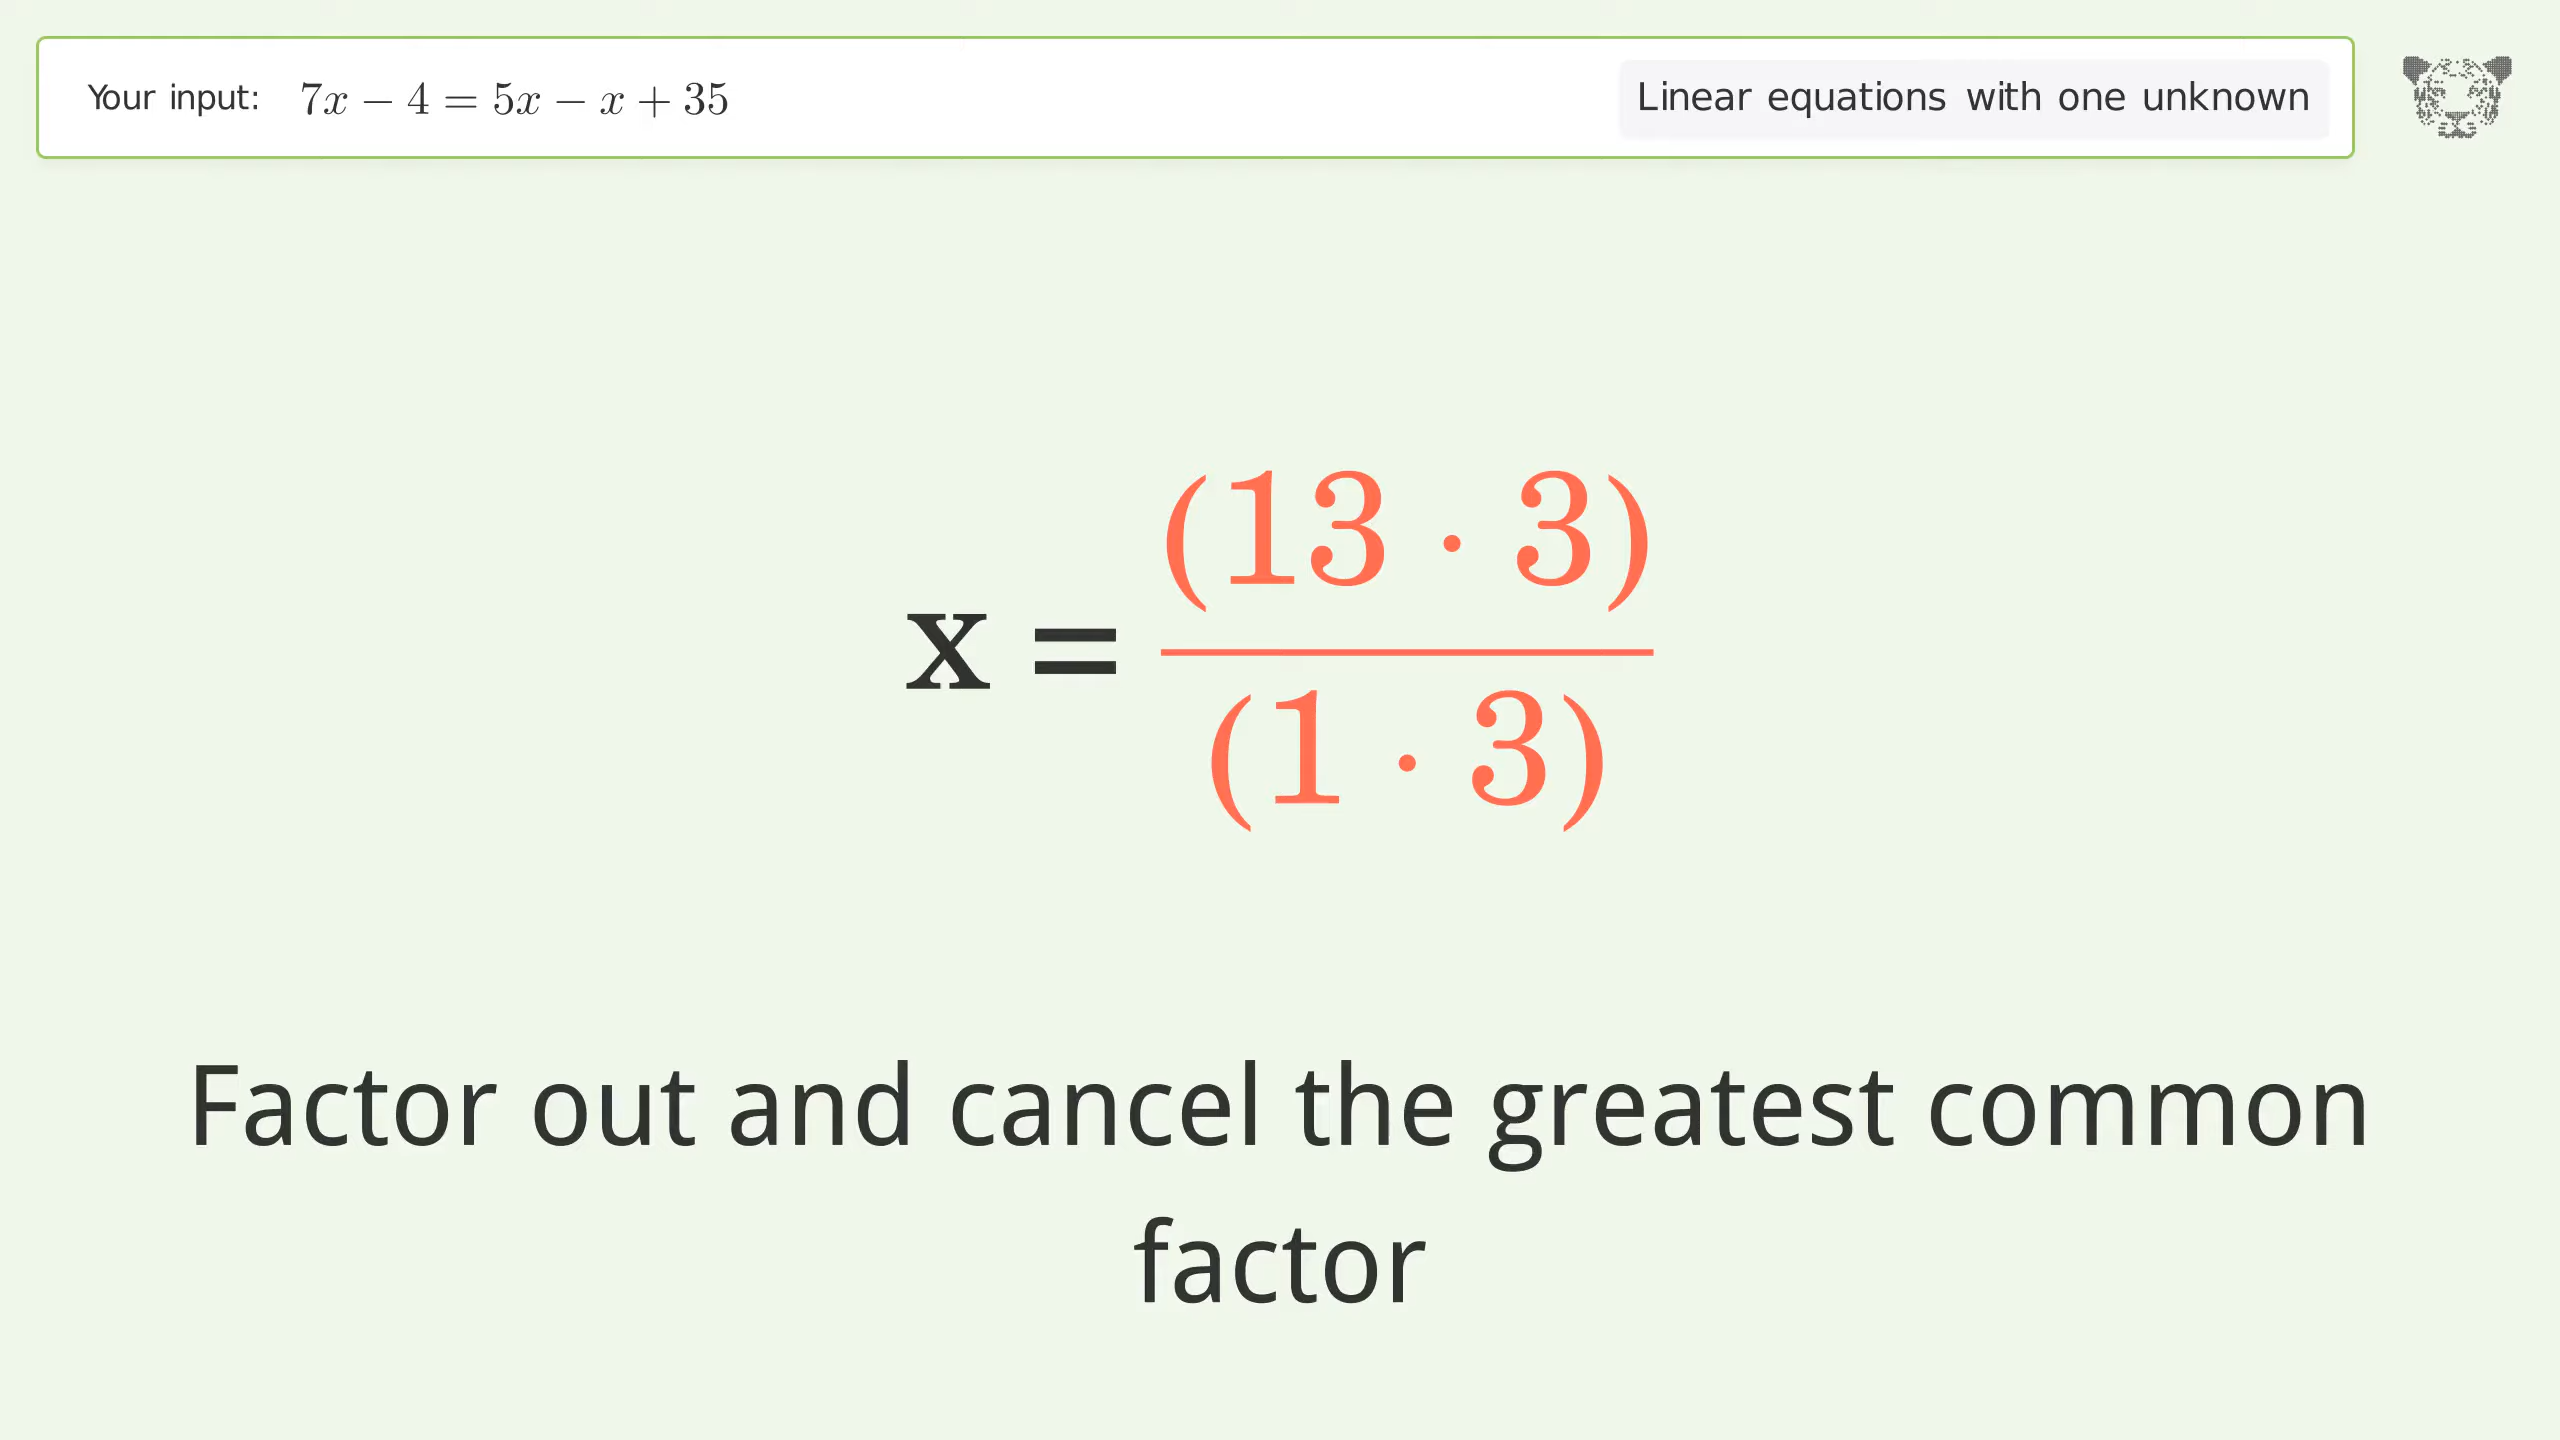 Your input: 7x − 4 = 5x − x + 35
Linear equations with one unknown
x = (13 · 3)
(1 · 3)
Factor out and cancel the greatest common
factor